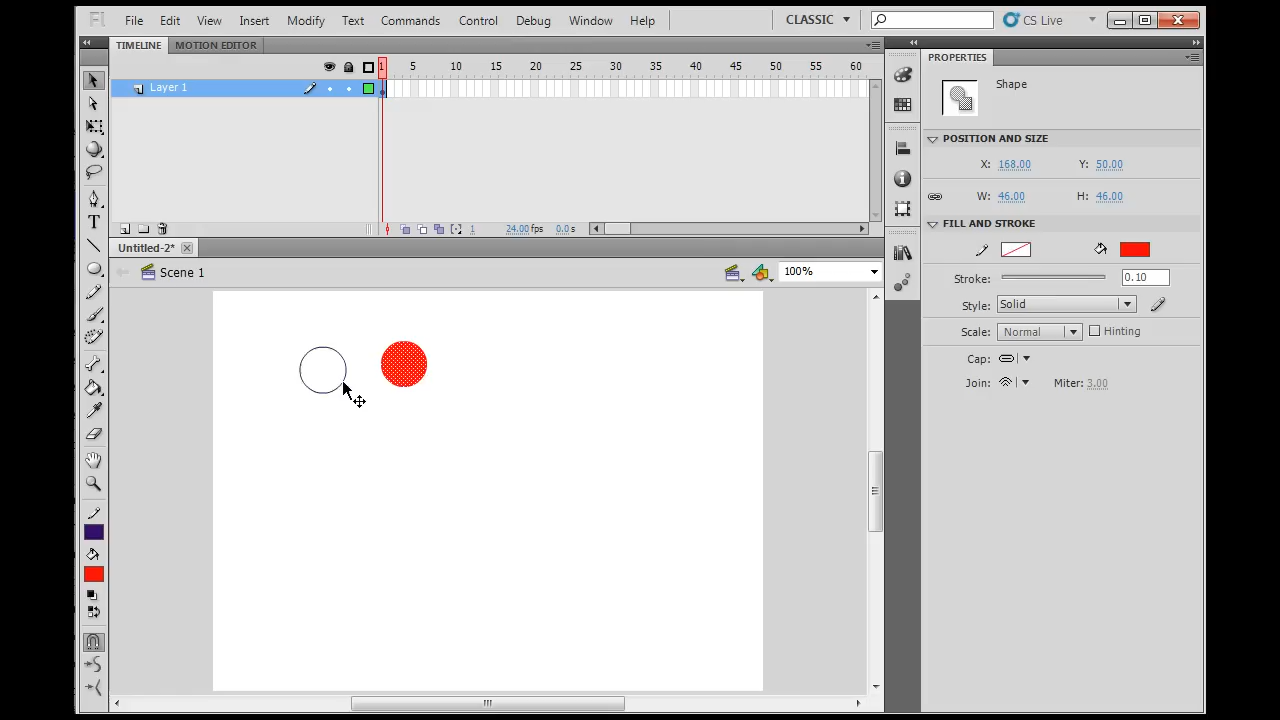 Fl File Edit View Insert Modify Text Commands Control Debug Window Help CLASSIC CS Live
TIMELINE MOTION EDITOR
1 5 10 15 20 25 30 35 40 45 50 55 60
Layer 1
1 24.00 fps 0.0 s
Untitled-2*
Scene 1 100%
PROPERTIES
Shape
POSITION AND SIZE
X: 168.00 Y: 50.00
W: 46.00 H: 46.00
FILL AND STROKE
Stroke: 0.10
Style: Solid
Scale: Normal Hinting
Cap:
Join: Miter: 3.00
T